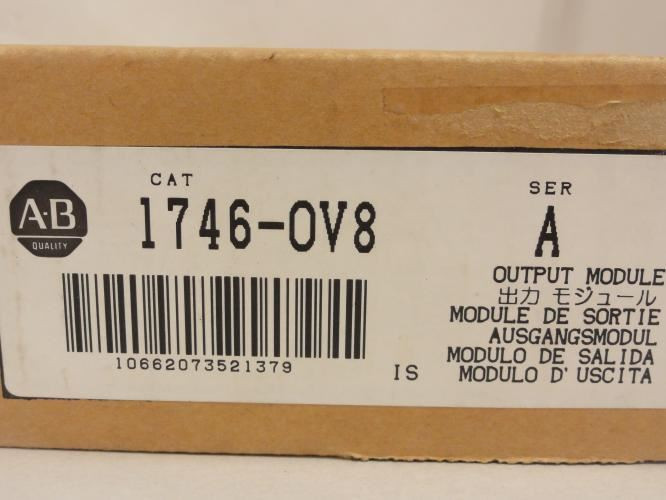 A-B
QUALITY
CAT
1746-OV8
SER
A
OUTPUT MODULE
出力 モジュール
MODULE DE SORTIE
AUSGANGSMODUL
MODULO DE SALIDA
MODULO D'USCITA
10662073521379
IS